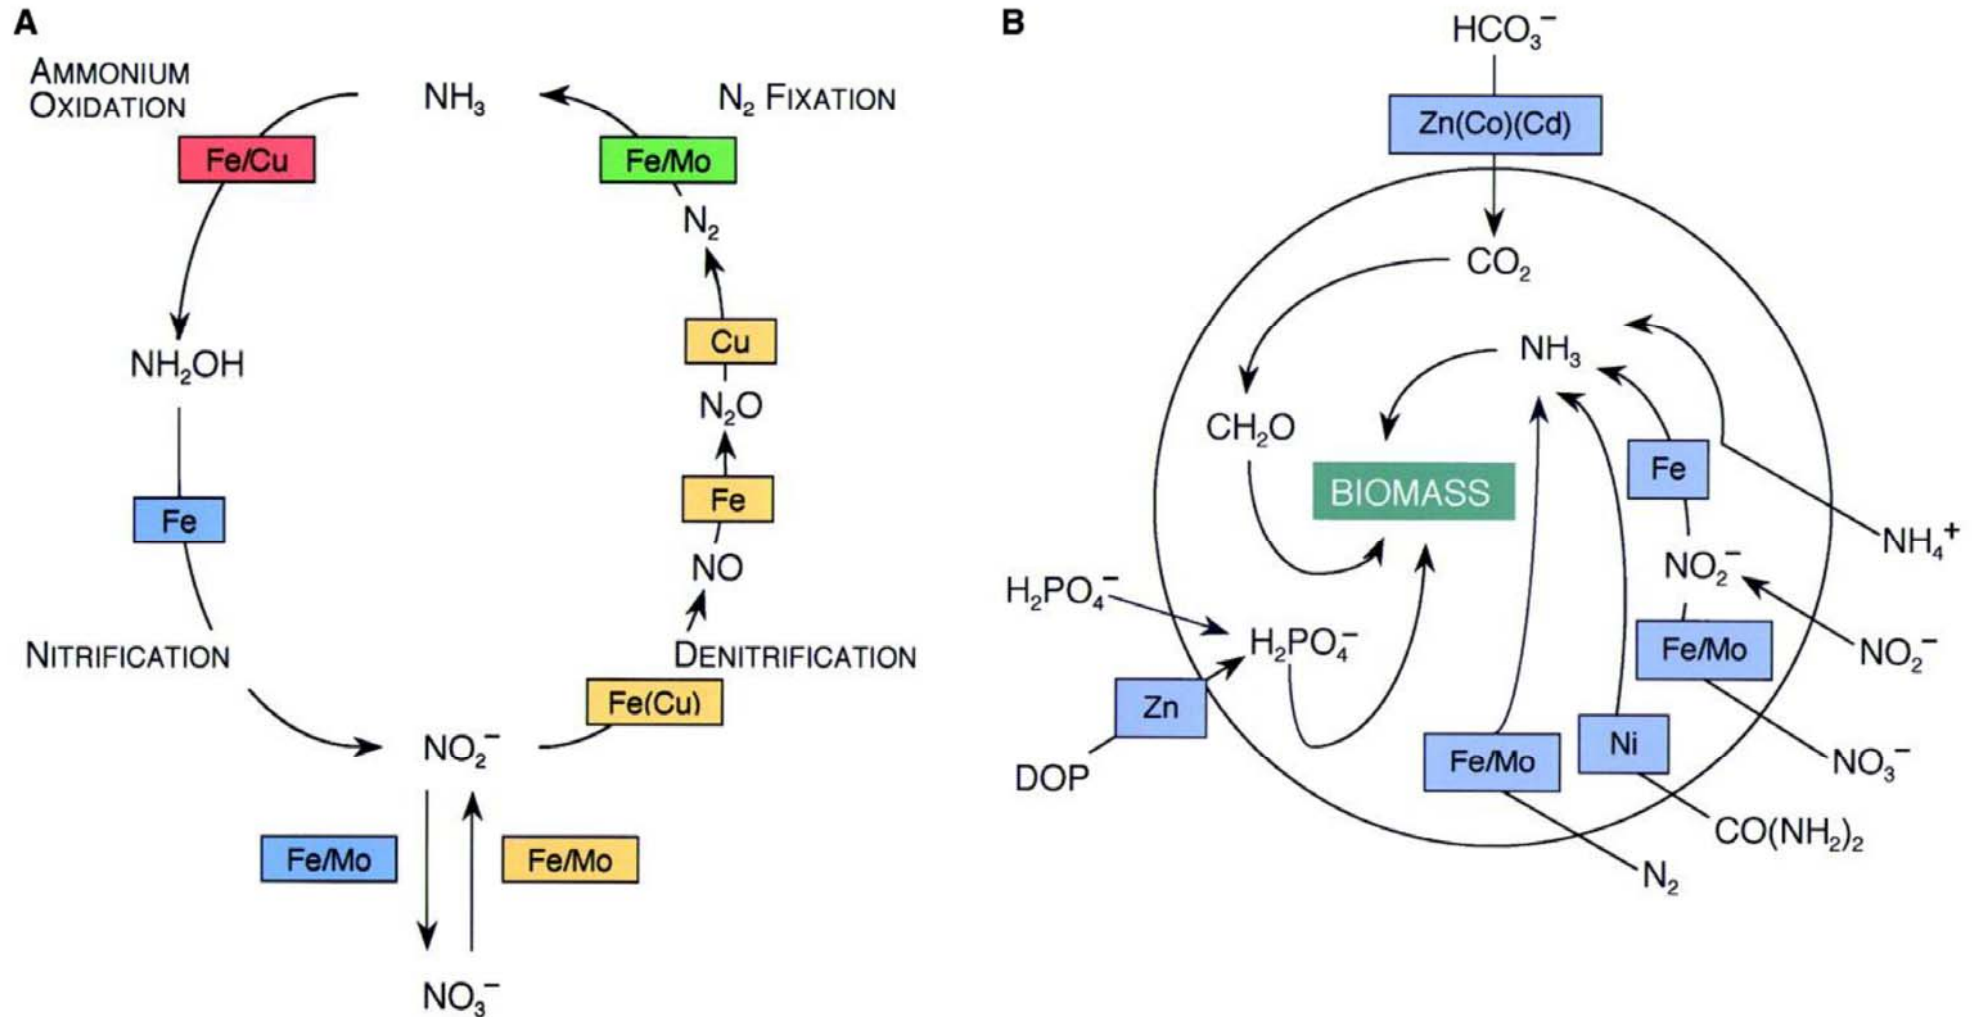 A
AMMONIUM
OXIDATION
NH₃
N₂ FIXATION
Fe/Cu
Fe/Mo
N₂
Cu
NH₂OH
N₂O
Fe
Fe
NO
NITRIFICATION
DENITRIFICATION
Fe(Cu)
NO₂⁻
Fe/Mo
Fe/Mo
NO₃⁻
B
HCO₃⁻
Zn(Co)(Cd)
CO₂
NH₃
CH₂O
Fe
BIOMASS
NH₄⁺
NO₂⁻
H₂PO₄⁻
H₂PO₄⁻
Fe/Mo
NO₂⁻
Zn
Ni
Fe/Mo
NO₃⁻
DOP
CO(NH₂)₂
N₂